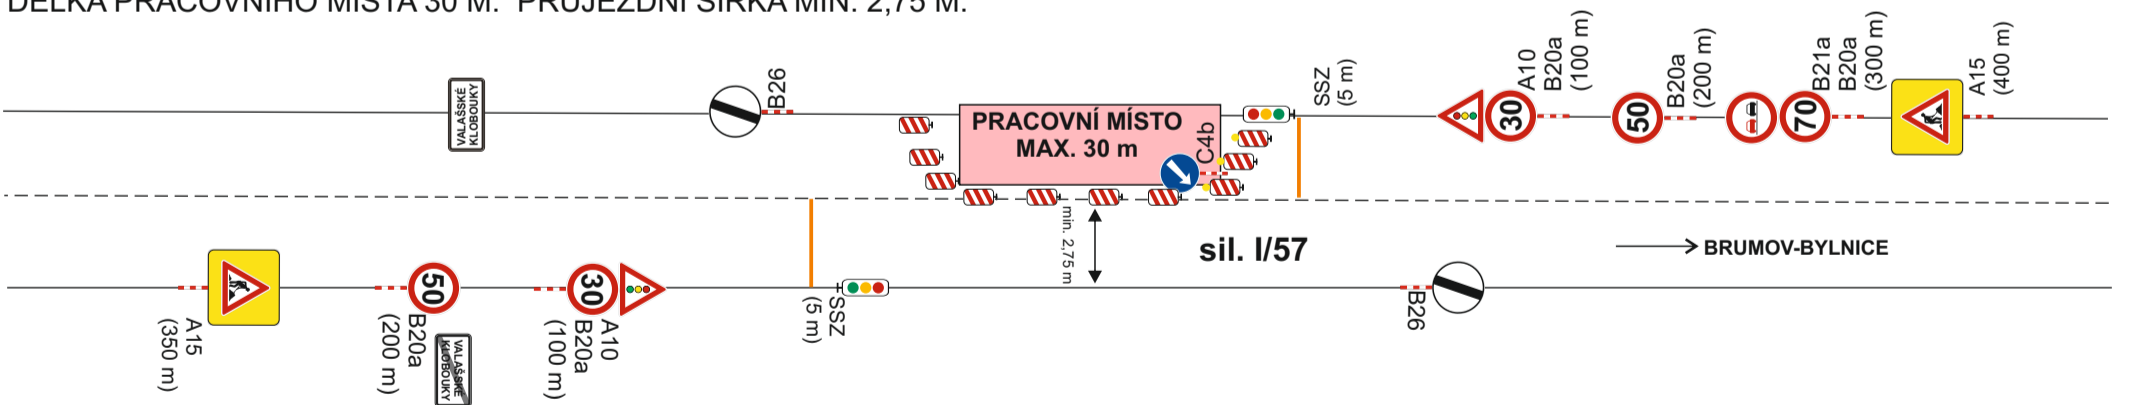 DÉLKA PRACOVNÍHO MÍSTA 30 M. PRŮJEZDNÍ ŠÍŘKA MIN. 2,75 M.
VALAŠSKÉ
KLOBOUKY
B26
PRACOVNÍ MÍSTO
MAX. 30 m
C4b
SSZ
(5 m)
30
A10
B20a
(100 m)
50
B20a
(200 m)
70
B21a
B20a
(300 m)
A15
(400 m)
min. 2,75 m
sil. I/57
BRUMOV-BYLNICE
A15
(350 m)
50
B20a
(200 m)
VALAŠSKÉ
KLOBOUKY
30
A10
B20a
(100 m)
SSZ
(5 m)
B26